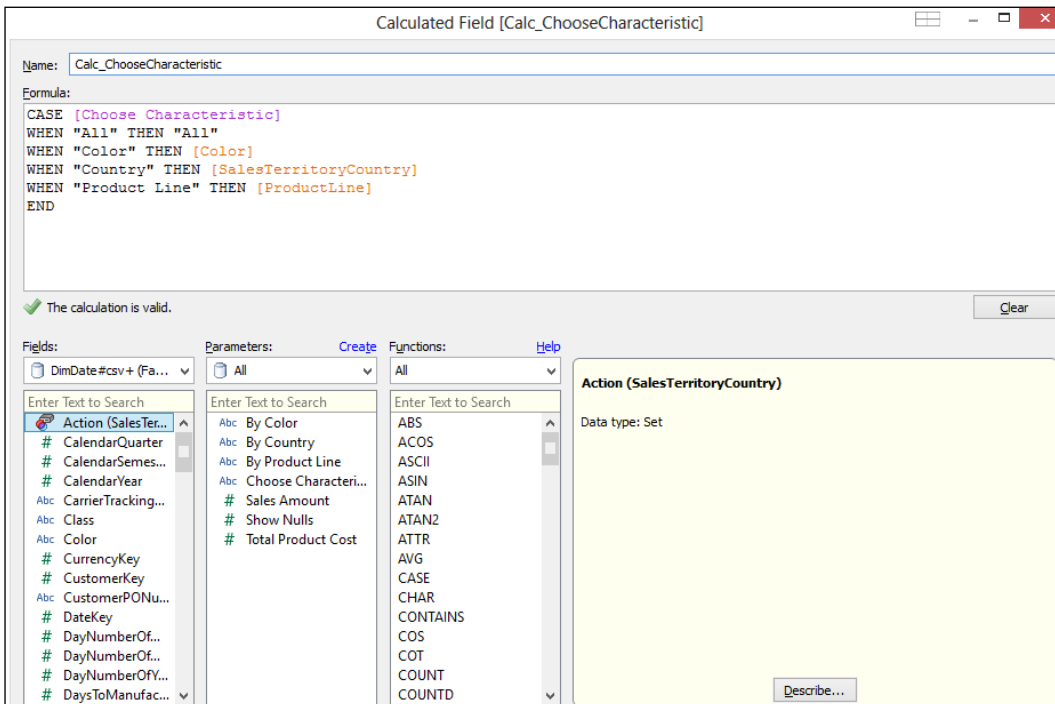 Calculated Field [Calc_ChooseCharacteristic]
Name: Calc_ChooseCharacteristic
Formula:
CASE [Choose Characteristic]
WHEN "All" THEN "All"
WHEN "Color" THEN [Color]
WHEN "Country" THEN [SalesTerritoryCountry]
WHEN "Product Line" THEN [ProductLine]
END
The calculation is valid.
Clear
Fields:
DimDate#csv+ (Fa...
Enter Text to Search
Action (SalesTer...
# CalendarQuarter
# CalendarSemes...
# CalendarYear
Abc CarrierTracking...
Abc Class
Abc Color
# CurrencyKey
# CustomerKey
Abc CustomerPONu...
# DateKey
# DayNumberOf...
# DayNumberOf...
# DayNumberOfY...
# DaysToManufac...
Parameters: Create
All
Enter Text to Search
Abc By Color
Abc By Country
Abc By Product Line
Abc Choose Characteri...
# Sales Amount
# Show Nulls
# Total Product Cost
Functions: Help
All
Enter Text to Search
ABS
ACOS
ASCII
ASIN
ATAN
ATAN2
ATTR
AVG
CASE
CHAR
CONTAINS
COS
COT
COUNT
COUNTD
Action (SalesTerritoryCountry)
Data type: Set
Describe...